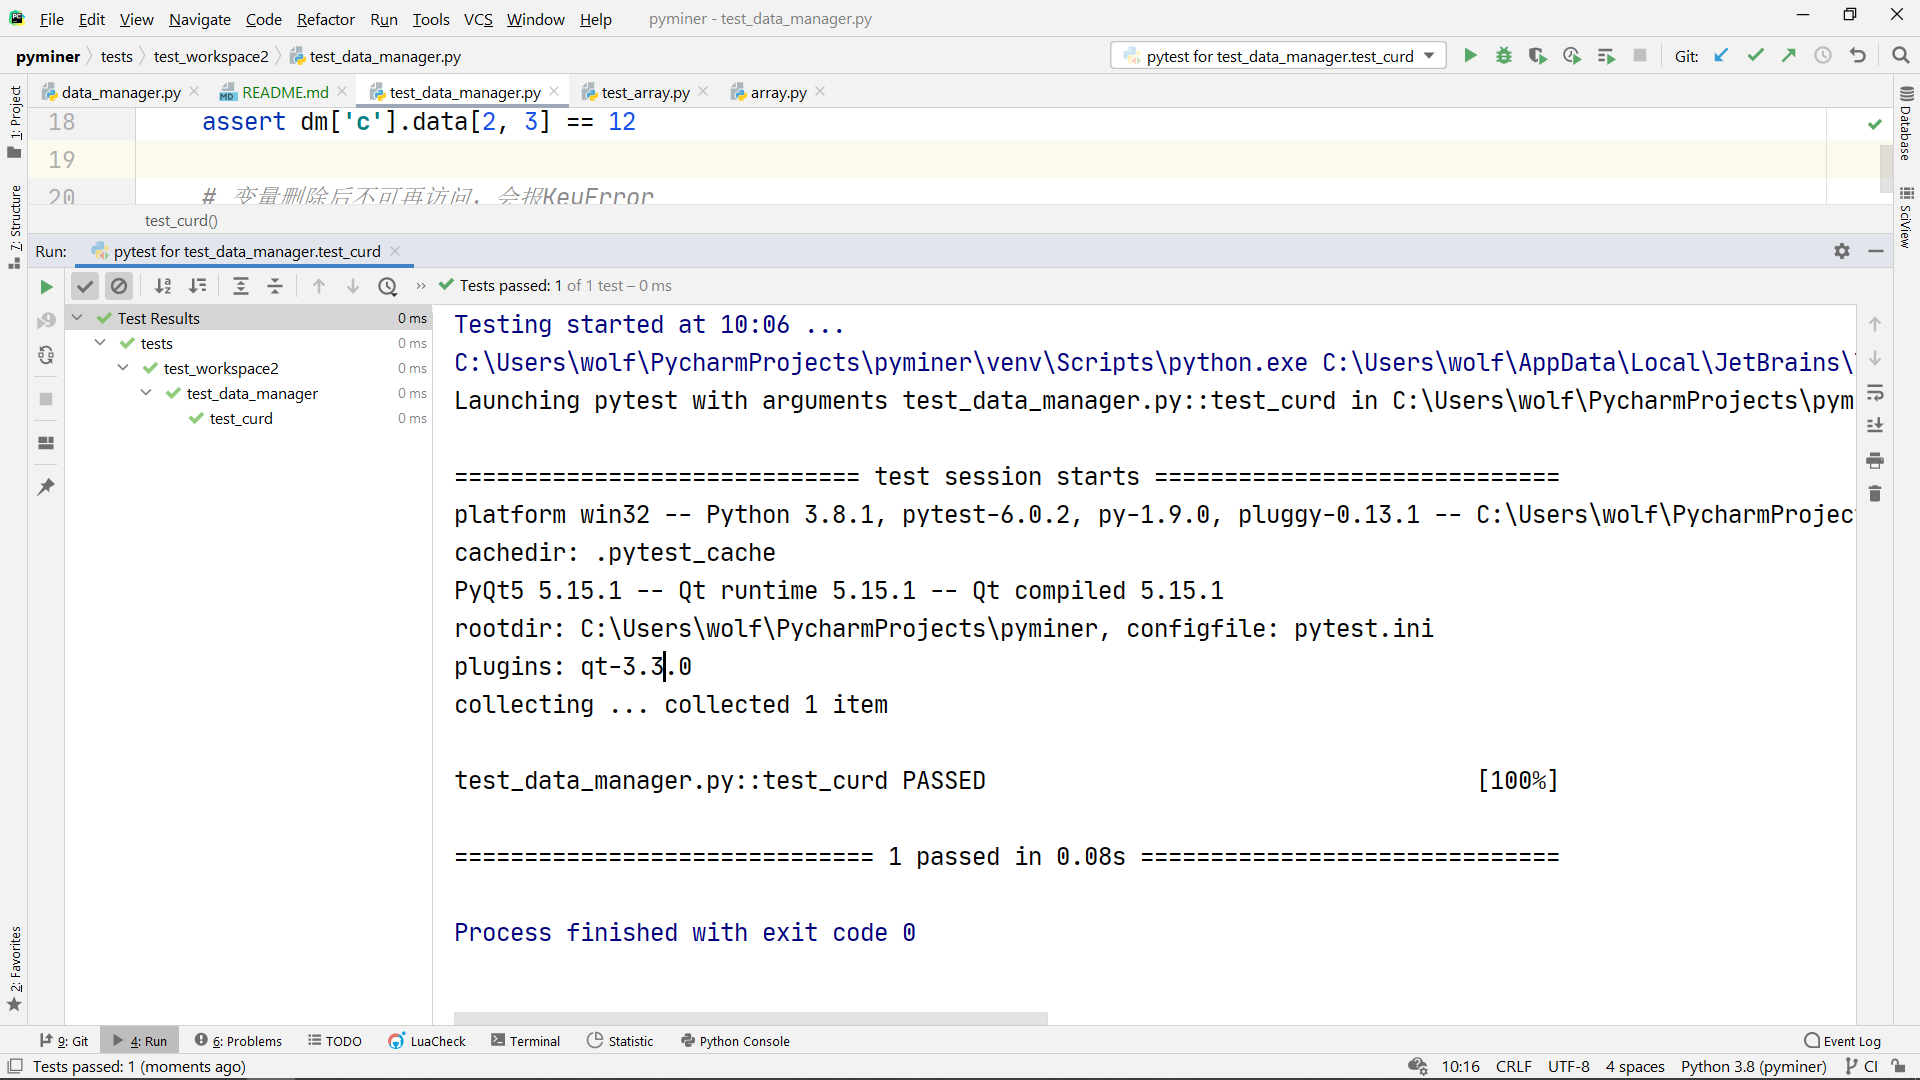 File Edit View Navigate Code Refactor Run Tools VCS Window Help pyminer - test_data_manager.py
pyminer tests test_workspace2 test_data_manager.py pytest for test_data_manager.test_curd Git:
data_manager.py README.md test_data_manager.py test_array.py array.py
18 assert dm['c'].data[2, 3] == 12
19
20 # 变量删除后不可再访问，会报KeyError
test_curd()
Run: pytest for test_data_manager.test_curd
Tests passed: 1 of 1 test – 0 ms
Test Results 0 ms
tests 0 ms
test_workspace2 0 ms
test_data_manager 0 ms
test_curd 0 ms
Testing started at 10:06 ...
C:\Users\wolf\PycharmProjects\pyminer\venv\Scripts\python.exe C:\Users\wolf\AppData\Local\JetBrains\
Launching pytest with arguments test_data_manager.py::test_curd in C:\Users\wolf\PycharmProjects\pym
============================= test session starts =============================
platform win32 -- Python 3.8.1, pytest-6.0.2, py-1.9.0, pluggy-0.13.1 -- C:\Users\wolf\PycharmProjec
cachedir: .pytest_cache
PyQt5 5.15.1 -- Qt runtime 5.15.1 -- Qt compiled 5.15.1
rootdir: C:\Users\wolf\PycharmProjects\pyminer, configfile: pytest.ini
plugins: qt-3.3.0
collecting ... collected 1 item
test_data_manager.py::test_curd PASSED [100%]
============================== 1 passed in 0.08s ==============================
Process finished with exit code 0
1: Project
7: Structure
2: Favorites
Database
SciView
9: Git 4: Run 6: Problems TODO LuaCheck Terminal Statistic Python Console Event Log
Tests passed: 1 (moments ago) 10:16 CRLF UTF-8 4 spaces Python 3.8 (pyminer) CI